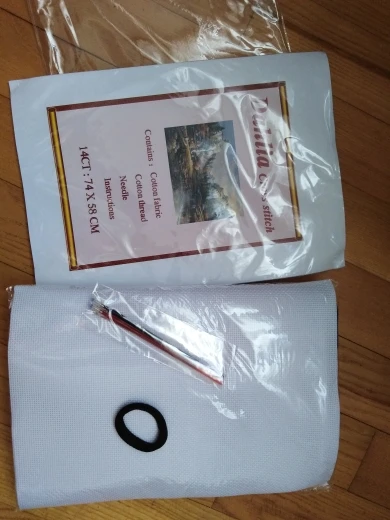 Cross stitch
Contains :
Cotton fabric
Cotton thread
Needle
Instructions
14CT : 74 X 58 CM